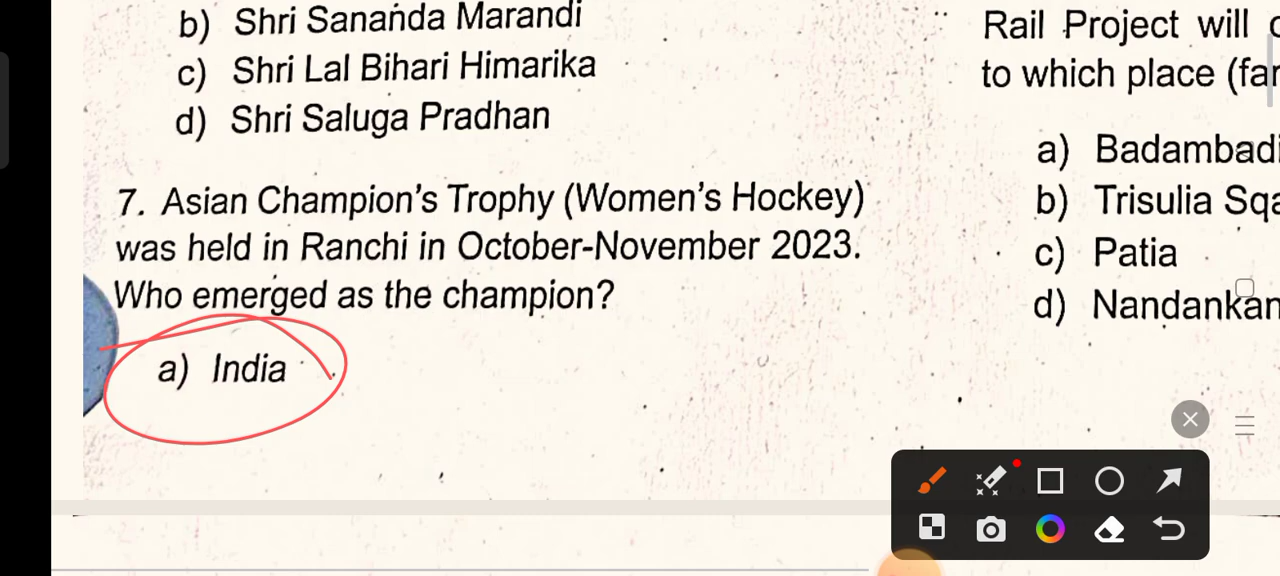 b) Shri Sananda Marandi
c) Shri Lal Bihari Himarika
d) Shri Saluga Pradhan
7. Asian Champion's Trophy (Women's Hockey)
was held in Ranchi in October-November 2023.
Who emerged as the champion?
a) India
Rail Project will
to which place
a) Badambadi
b) Trisulia
c) Patia
d)